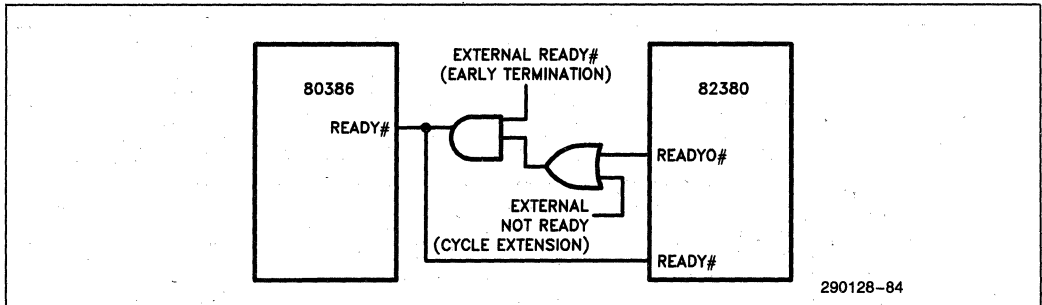 EXTERNAL READY#
(EARLY TERMINATION)
80386
82380
READY#
READYO#
EXTERNAL
NOT READY
(CYCLE EXTENSION)
READY#
290128-84